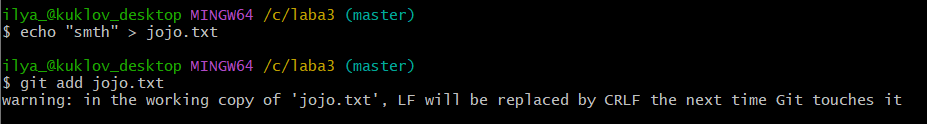 ilya_@kuklov_desktop MINGW64 /c/laba3 (master)
$ echo "smth" > jojo.txt
ilya_@kuklov_desktop MINGW64 /c/laba3 (master)
$ git add jojo.txt
warning: in the working copy of 'jojo.txt', LF will be replaced by CRLF the next time Git touches it